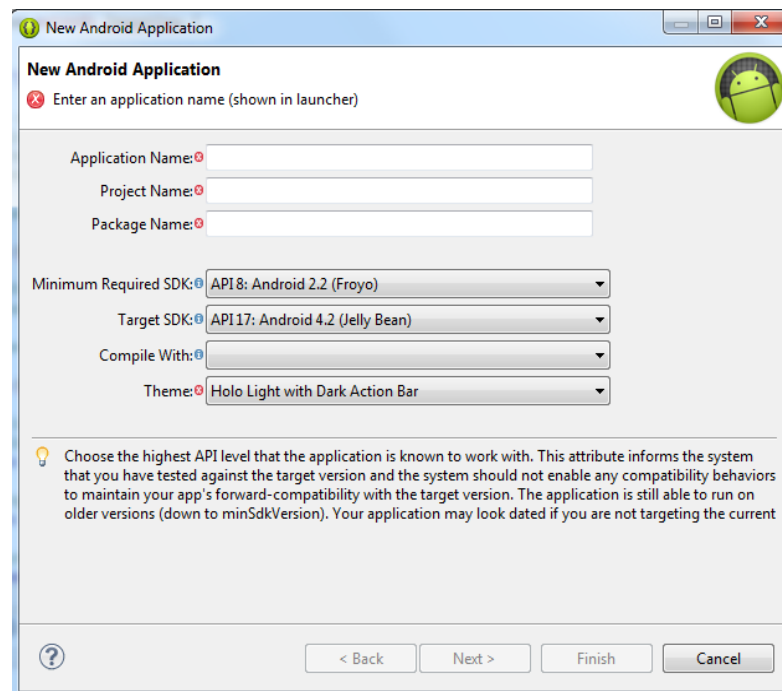 New Android Application
New Android Application
Enter an application name (shown in launcher)
Application Name:
Project Name:
Package Name:
Minimum Required SDK: API 8: Android 2.2 (Froyo)
Target SDK: API 17: Android 4.2 (Jelly Bean)
Compile With:
Theme: Holo Light with Dark Action Bar
Choose the highest API level that the application is known to work with. This attribute informs the system
that you have tested against the target version and the system should not enable any compatibility behaviors
to maintain your app's forward-compatibility with the target version. The application is still able to run on
older versions (down to minSdkVersion). Your application may look dated if you are not targeting the current
? < Back Next > Finish Cancel